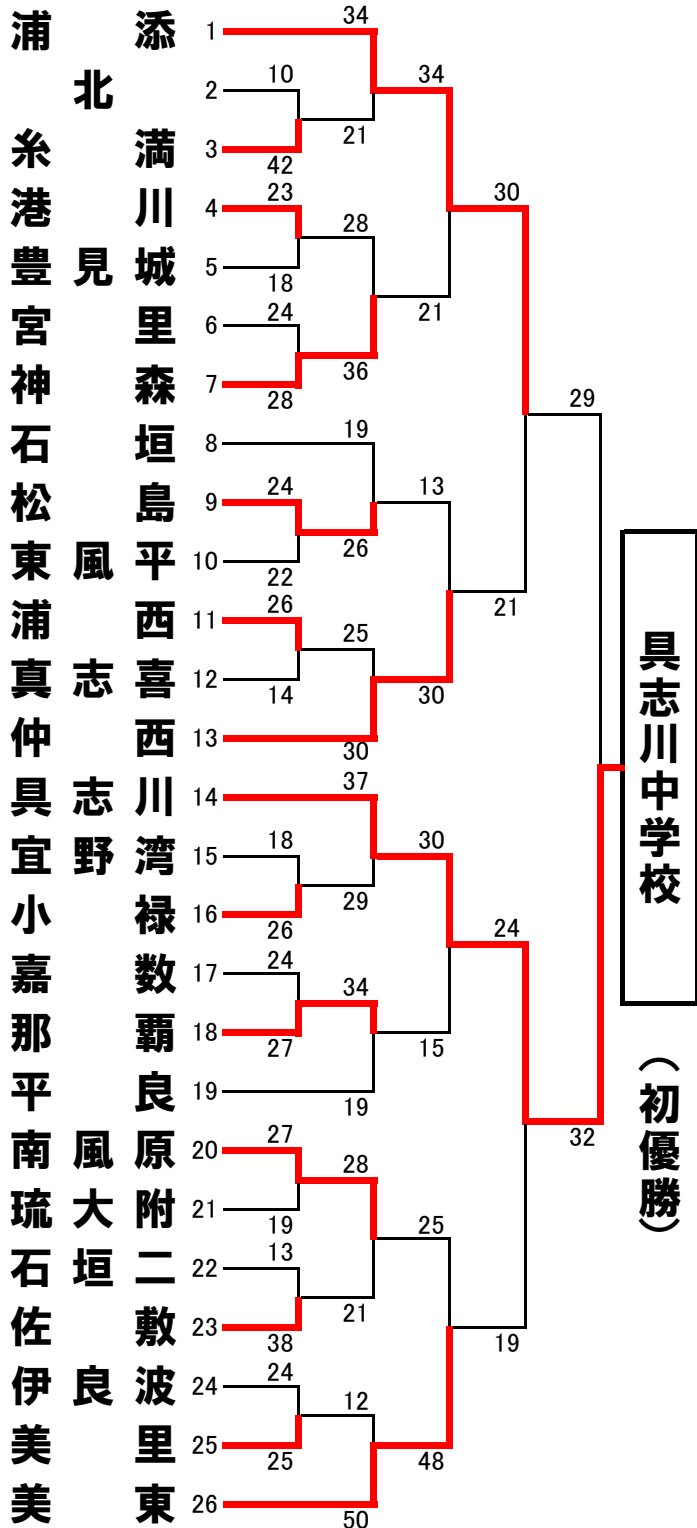 浦添 1
北 2
糸満 3
港川 4
豊見城 5
宮里 6
神森 7
石垣 8
松島 9
東風平 10
浦西 11
真志喜 12
仲西 13
具志川 14
宜野湾 15
小禄 16
嘉数 17
那覇 18
平良 19
南風原 20
琉大附 21
石垣二 22
佐敷 23
伊良波 24
美里 25
美東 26
10
42
23
18
24
28
24
22
26
14
18
26
24
27
27
19
13
38
24
25
34
21
28
36
19
26
25
30
37
29
34
19
28
21
12
50
34
21
13
30
30
15
25
48
30
21
24
19
29
32
具志川中学校
（初優勝）